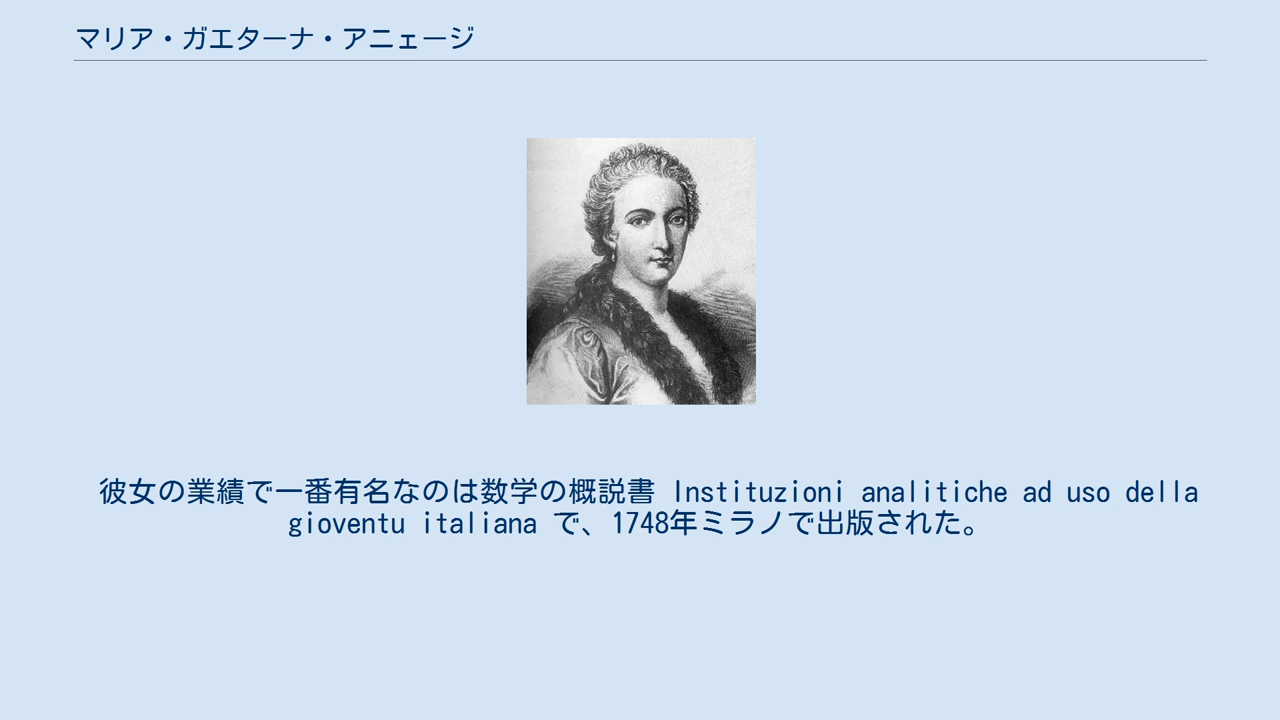 マリア・ガエターナ・アニェージ
彼女の業績で一番有名なのは数学の概説書 Instituzioni analitiche ad uso della
gioventu italiana で、1748年ミラノで出版された。